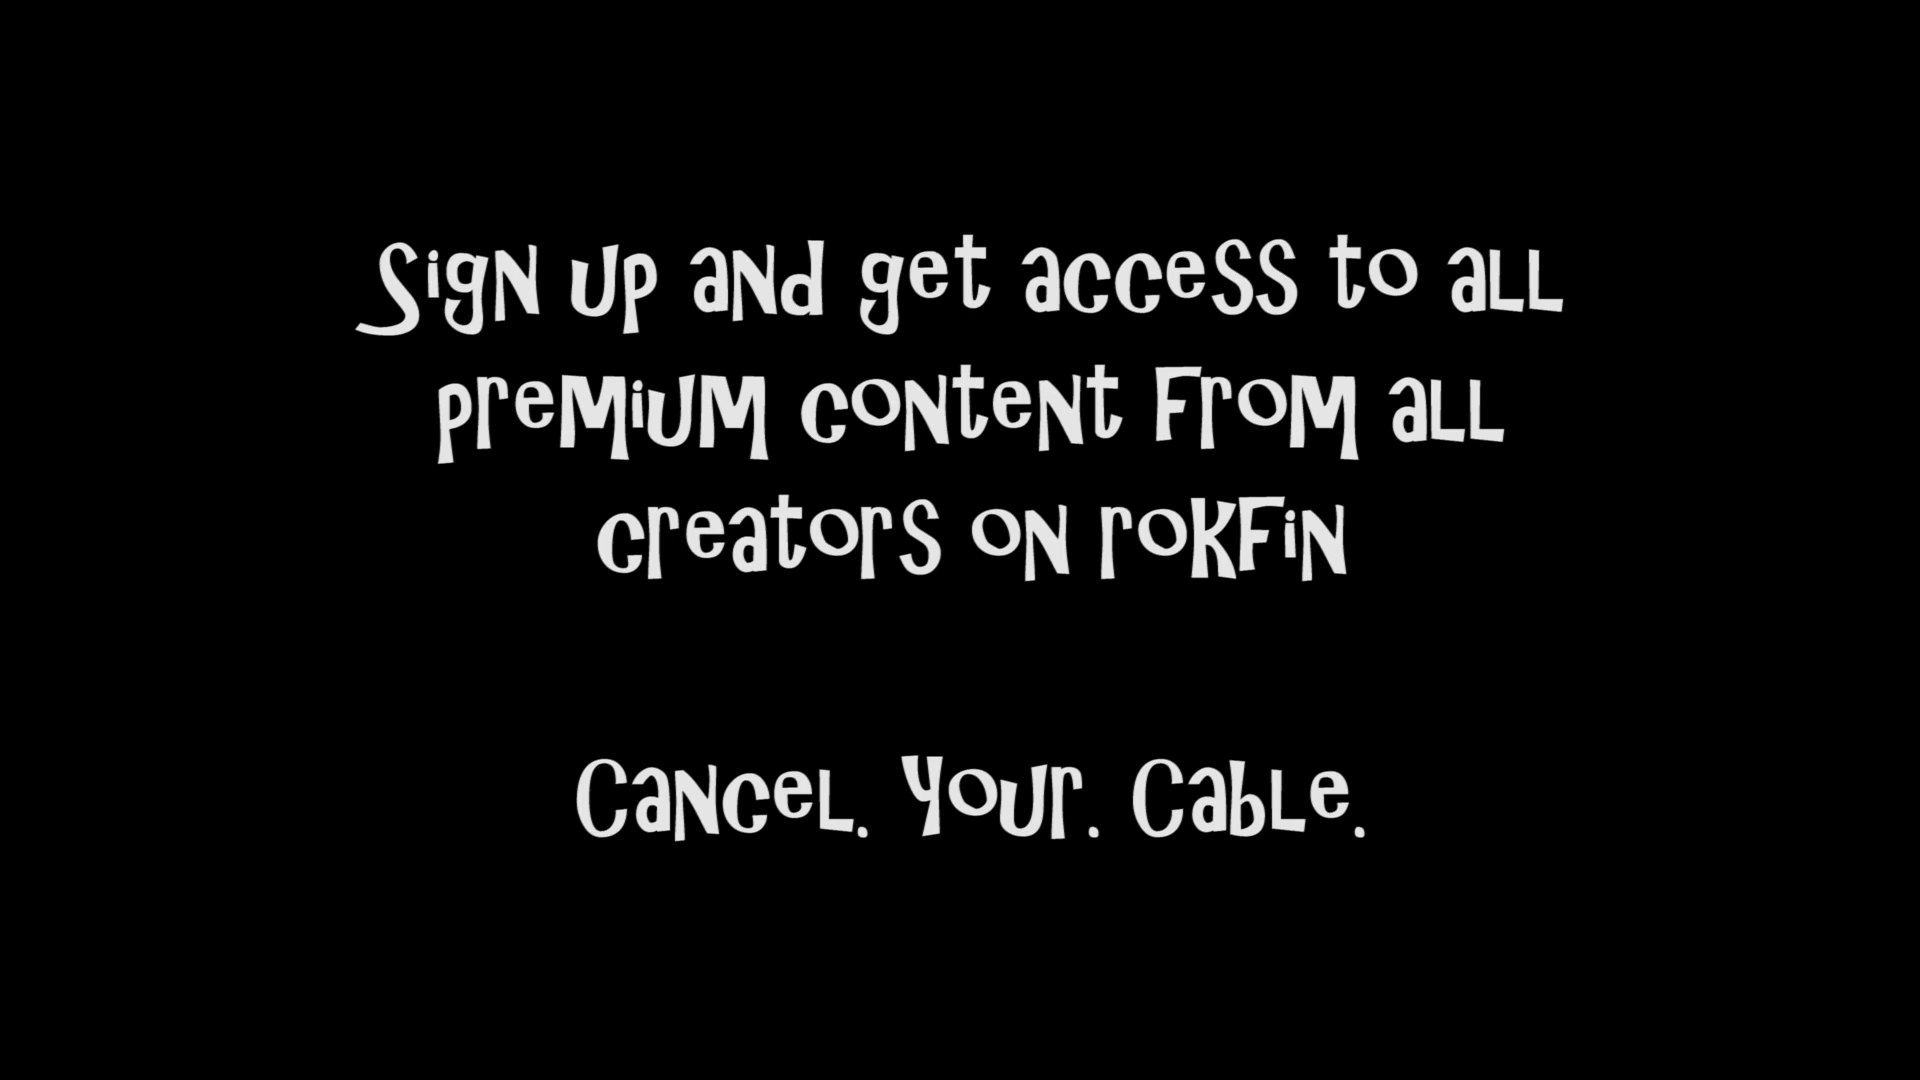 Sign up and get access to all
premium content from all
creators on rokfin
Cancel. Your. Cable.